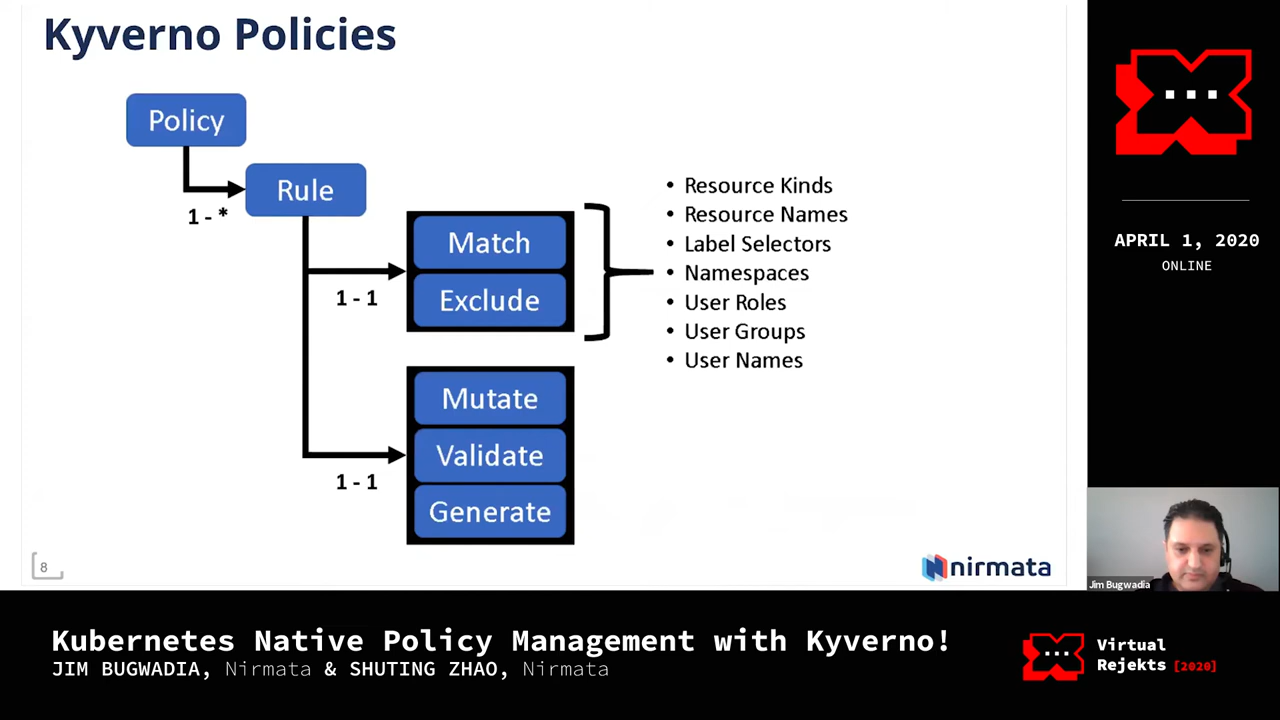 Kyverno Policies
Policy
Rule
1 - *
Match
Exclude
1 - 1
• Resource Kinds
• Resource Names
• Label Selectors
• Namespaces
• User Roles
• User Groups
• User Names
Mutate
Validate
Generate
1 - 1
8
nirmata
APRIL 1, 2020
ONLINE
Jim Bugwadia
Kubernetes Native Policy Management with Kyverno!
JIM BUGWADIA, Nirmata & SHUTING ZHAO, Nirmata
Virtual
Rejekts [2020]